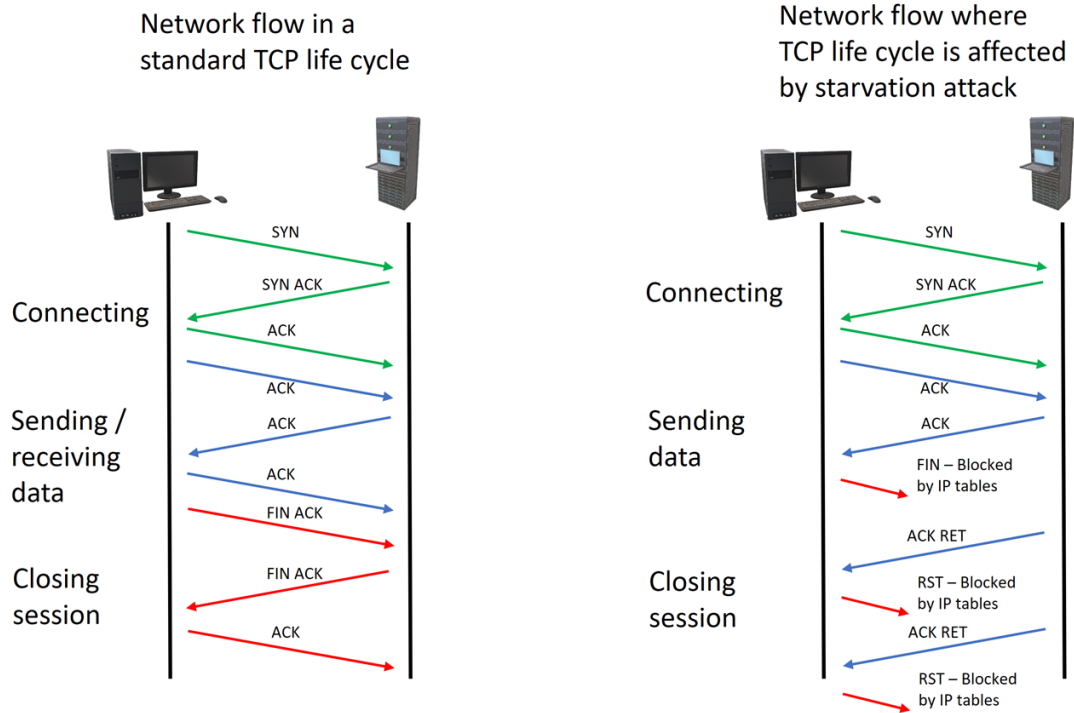 Network flow in a
standard TCP life cycle
SYN
SYN ACK
Connecting
ACK
ACK
Sending /
receiving
data
ACK
ACK
FIN ACK
Closing
session
FIN ACK
ACK
Network flow where
TCP life cycle is affected
by starvation attack
SYN
SYN ACK
Connecting
ACK
ACK
Sending
data
ACK
FIN – Blocked
by IP tables
ACK RET
Closing
session
RST – Blocked
by IP tables
ACK RET
RST – Blocked
by IP tables